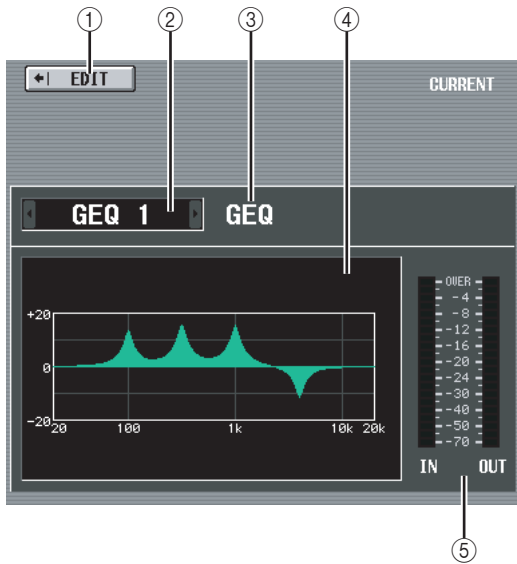 ① ② ③ ④
EDIT
CURRENT
GEQ 1
GEQ
+20
0
-20
20 100 1k 10k 20k
OVER
-4
-8
-12
-16
-20
-24
-30
-40
-50
-70
IN OUT
⑤